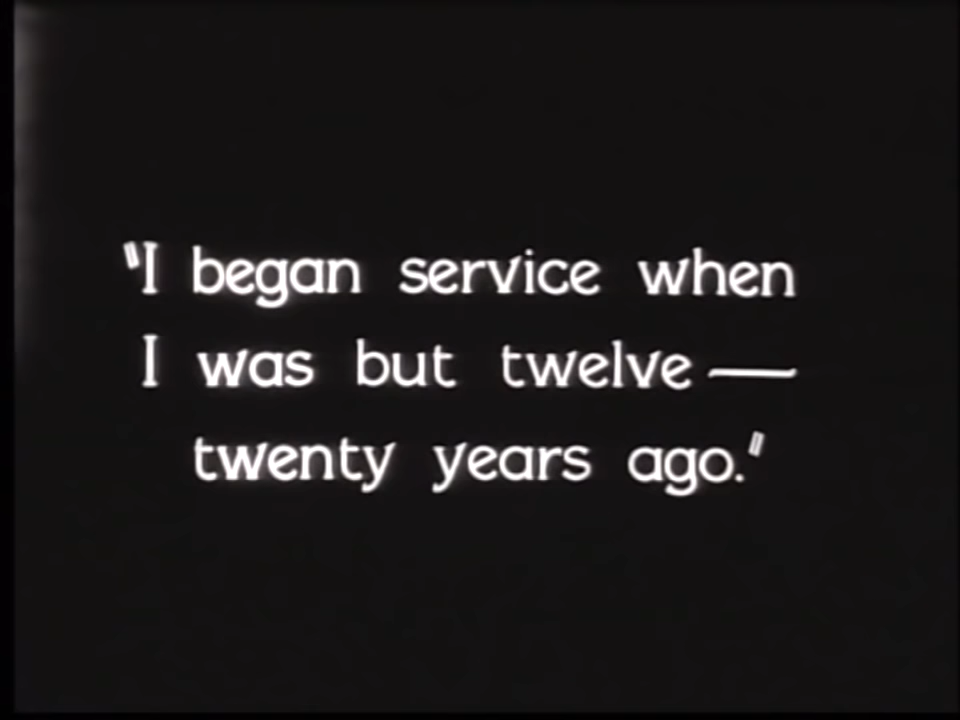 "I began service when
I was but twelve —
twenty years ago."